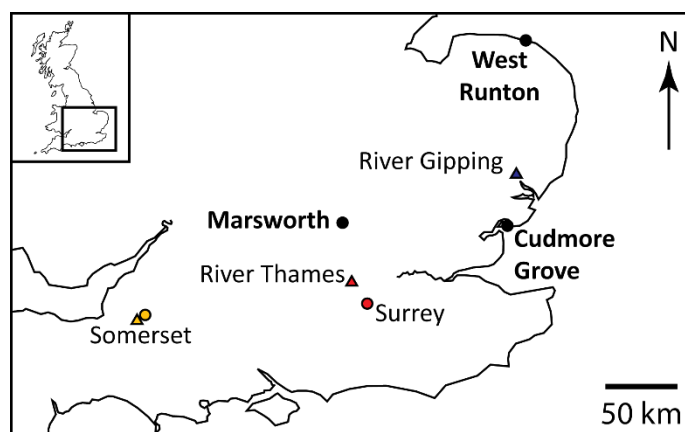 West
Runton
N
River Gipping
Marsworth
Cudmore
Grove
River Thames
Surrey
Somerset
50 km